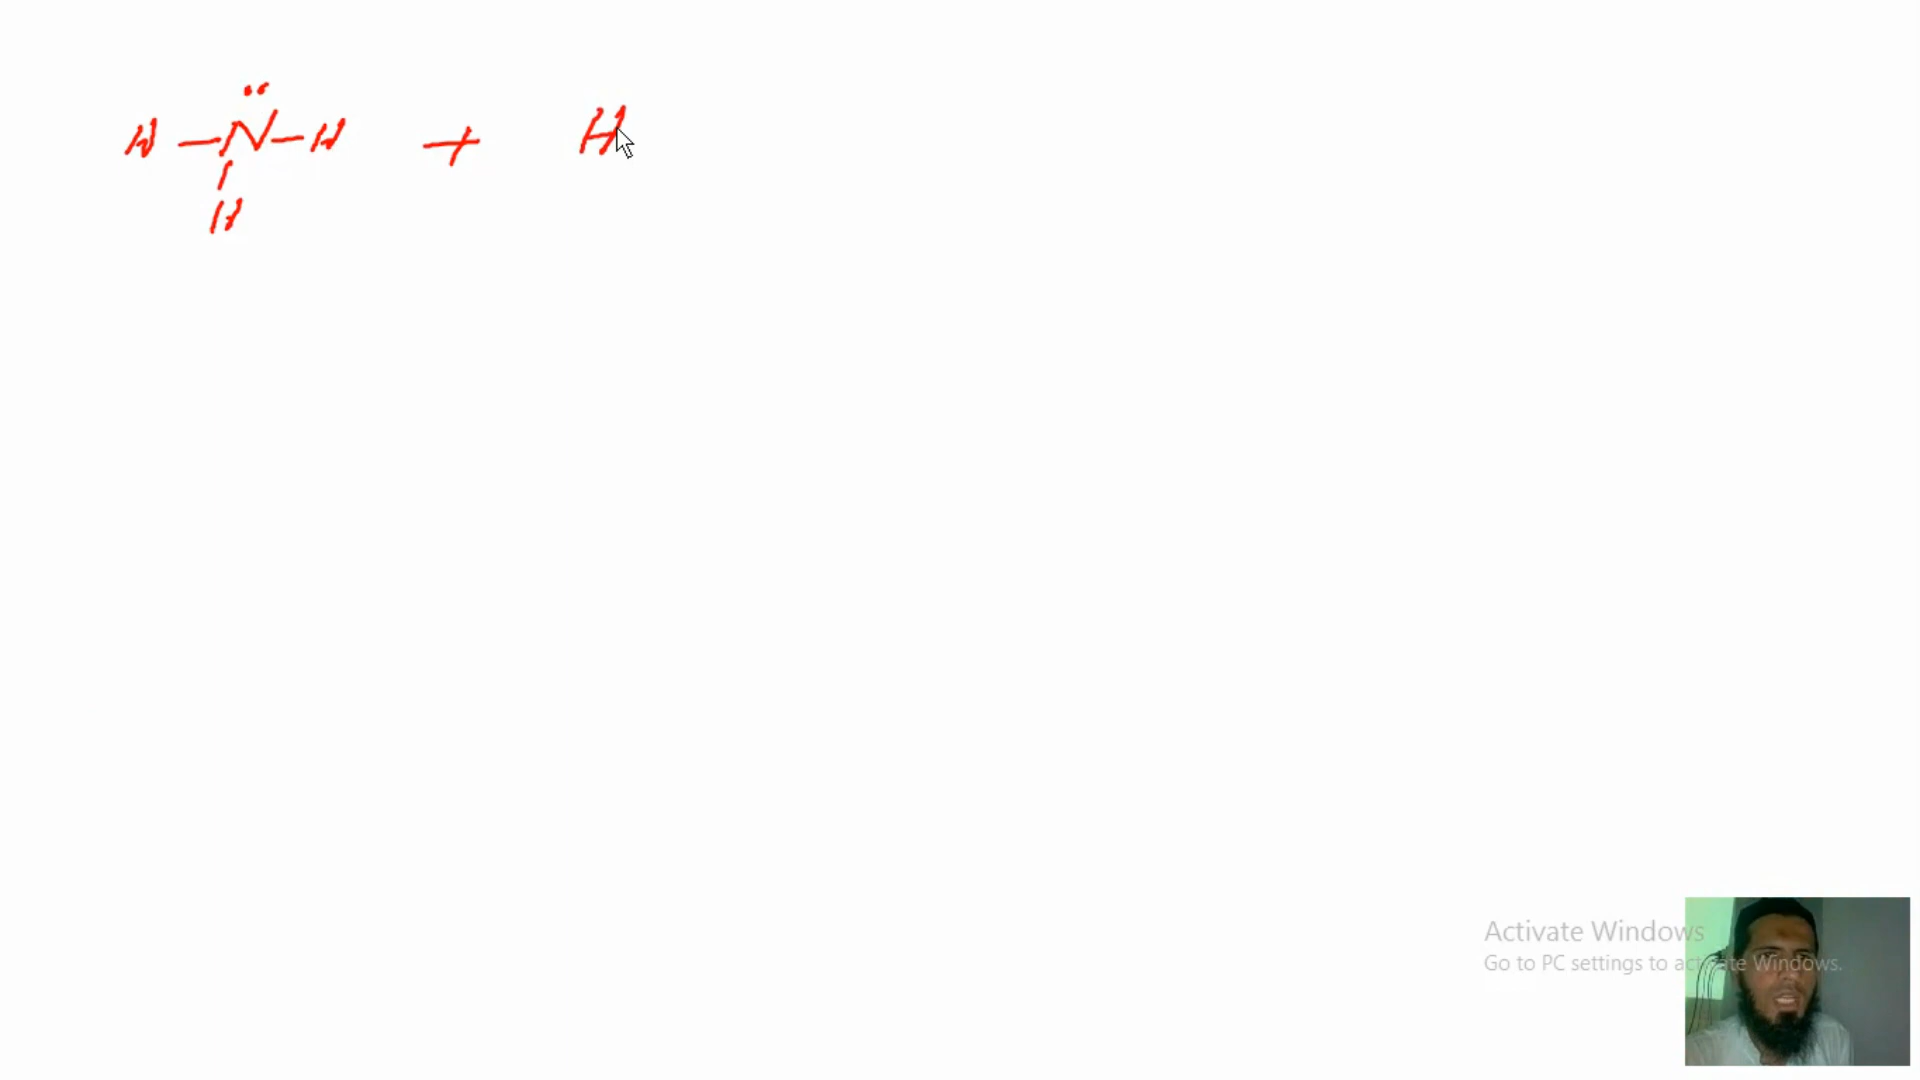 ••
H – N – H + H
|
H
Activate Windows
Go to PC settings to activate Windows.